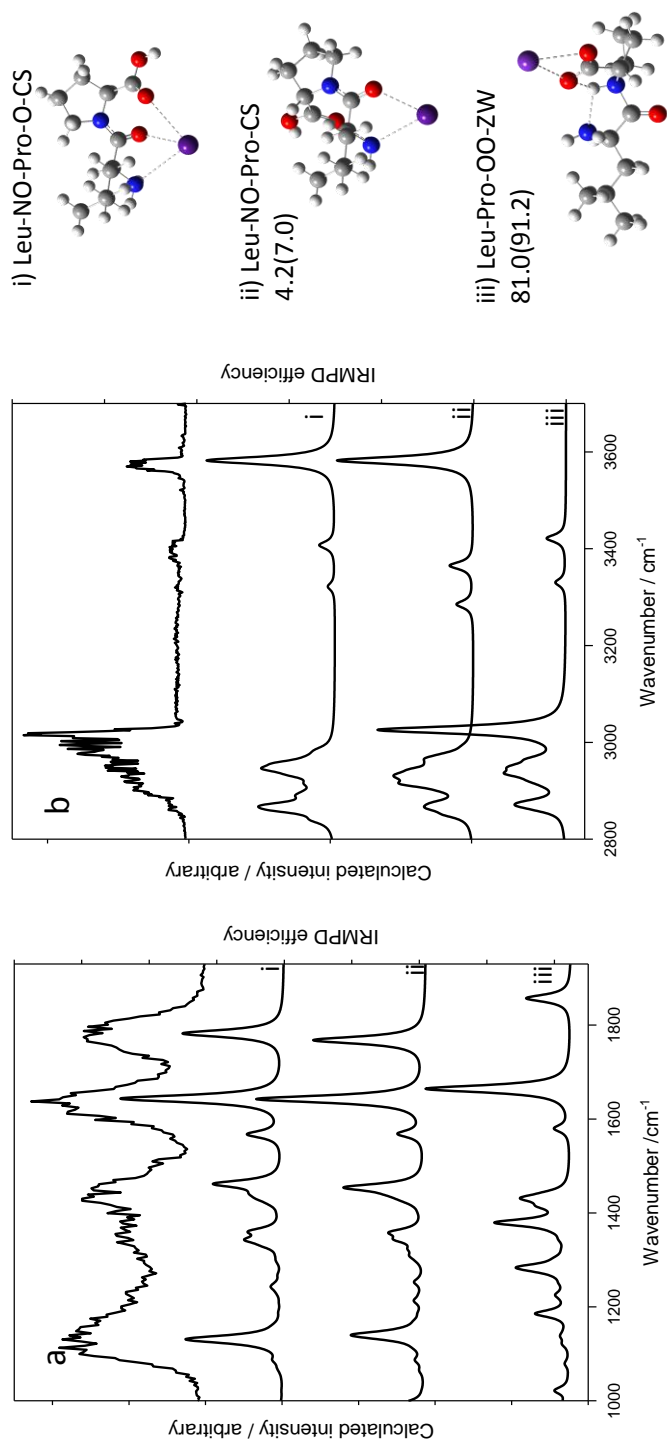 a
IRMPD efficiency
Calculated intensity / arbitrary
i
ii
iii
1000
1200
1400
1600
1800
Wavenumber /cm-1
b
IRMPD efficiency
Calculated intensity / arbitrary
i
ii
iii
2800
3000
3200
3400
3600
Wavenumber / cm-1
i) Leu-NO-Pro-O-CS
ii) Leu-NO-Pro-CS
4.2(7.0)
iii) Leu-Pro-OO-ZW
81.0(91.2)